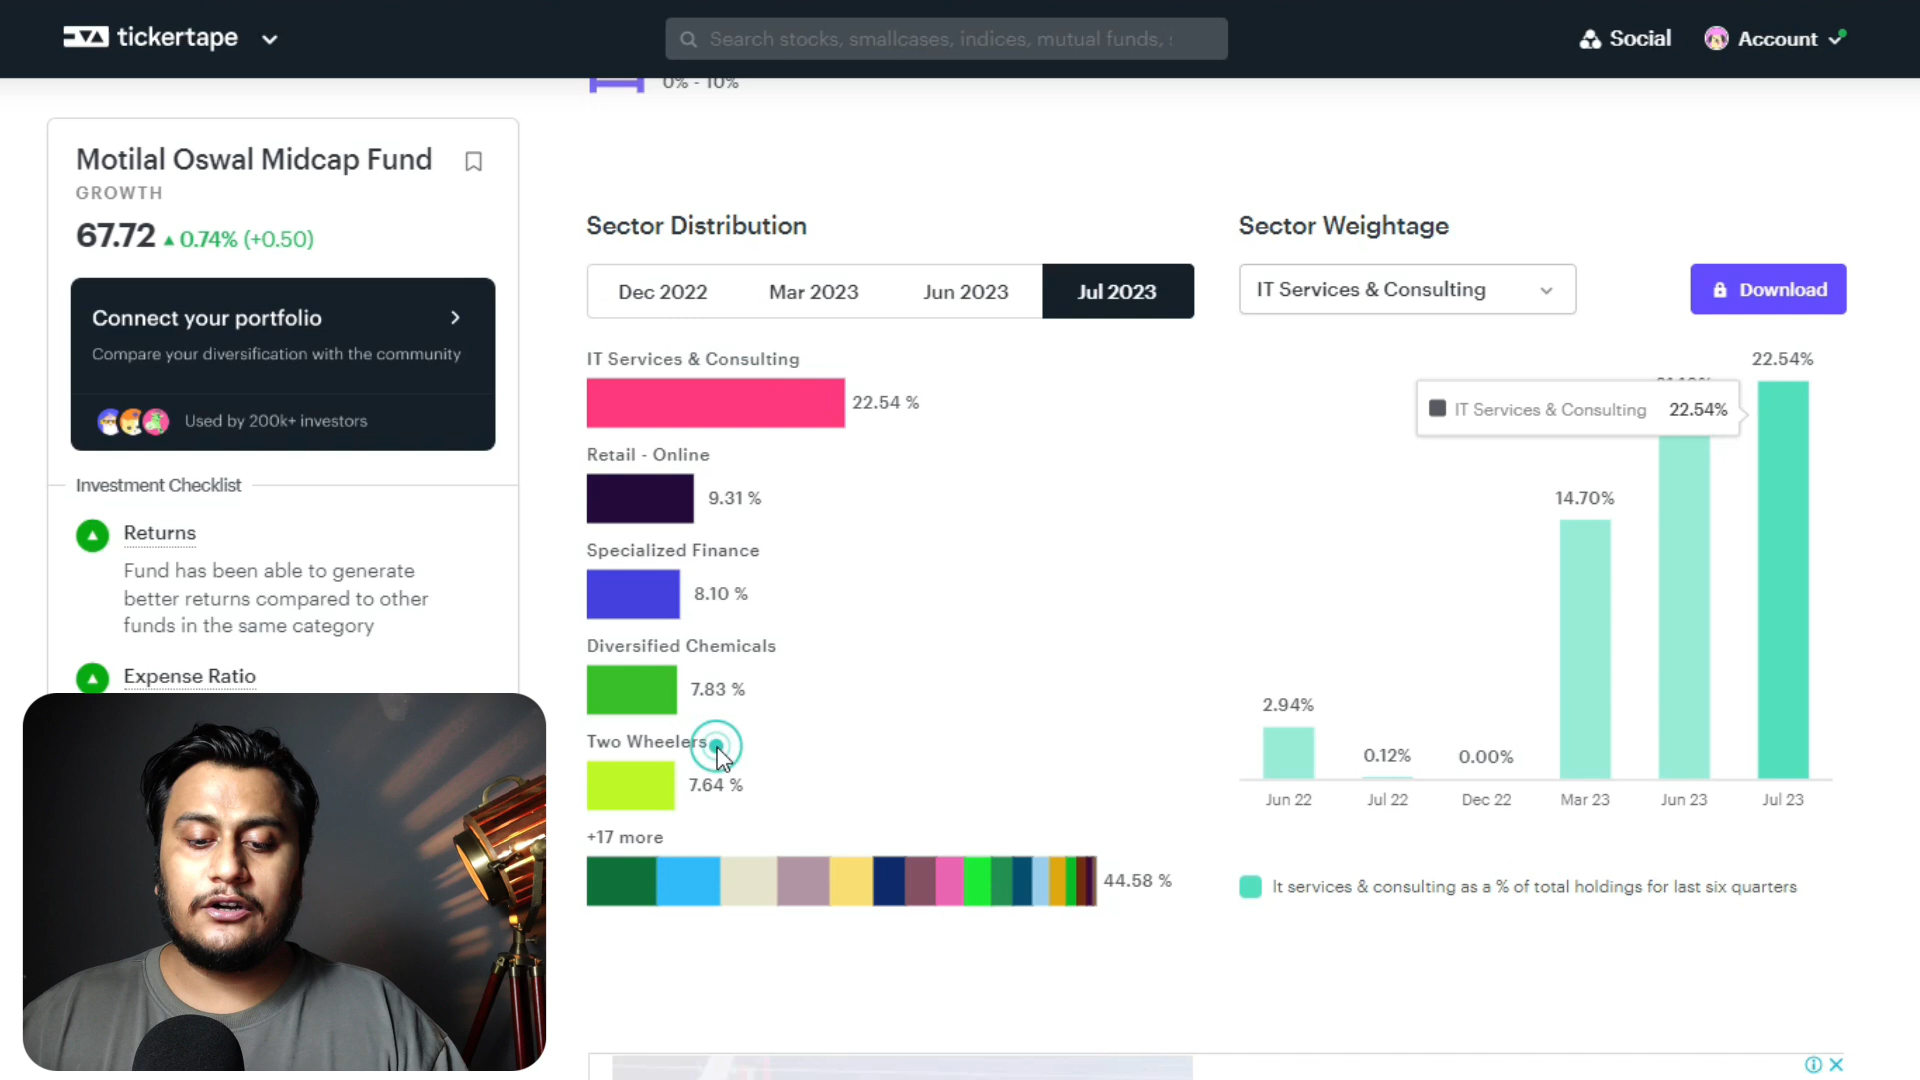 tickertape
Search stocks, smallcases, indices, mutual funds,
Social
Account
0% - 10%
Motilal Oswal Midcap Fund
GROWTH
67.72 ▲ 0.74% (+0.50)
Connect your portfolio
Compare your diversification with the community
Used by 200k+ investors
Investment Checklist
Returns
Fund has been able to generate
better returns compared to other
funds in the same category
Expense Ratio
Sector Distribution
Dec 2022 Mar 2023 Jun 2023 Jul 2023
IT Services & Consulting
22.54 %
Retail - Online
9.31 %
Specialized Finance
8.10 %
Diversified Chemicals
7.83 %
Two Wheelers
7.64 %
+17 more
44.58 %
Sector Weightage
IT Services & Consulting
Download
22.54%
IT Services & Consulting 22.54%
14.70%
2.94%
0.12%
0.00%
Jun 22 Jul 22 Dec 22 Mar 23 Jun 23 Jul 23
It services & consulting as a % of total holdings for last six quarters